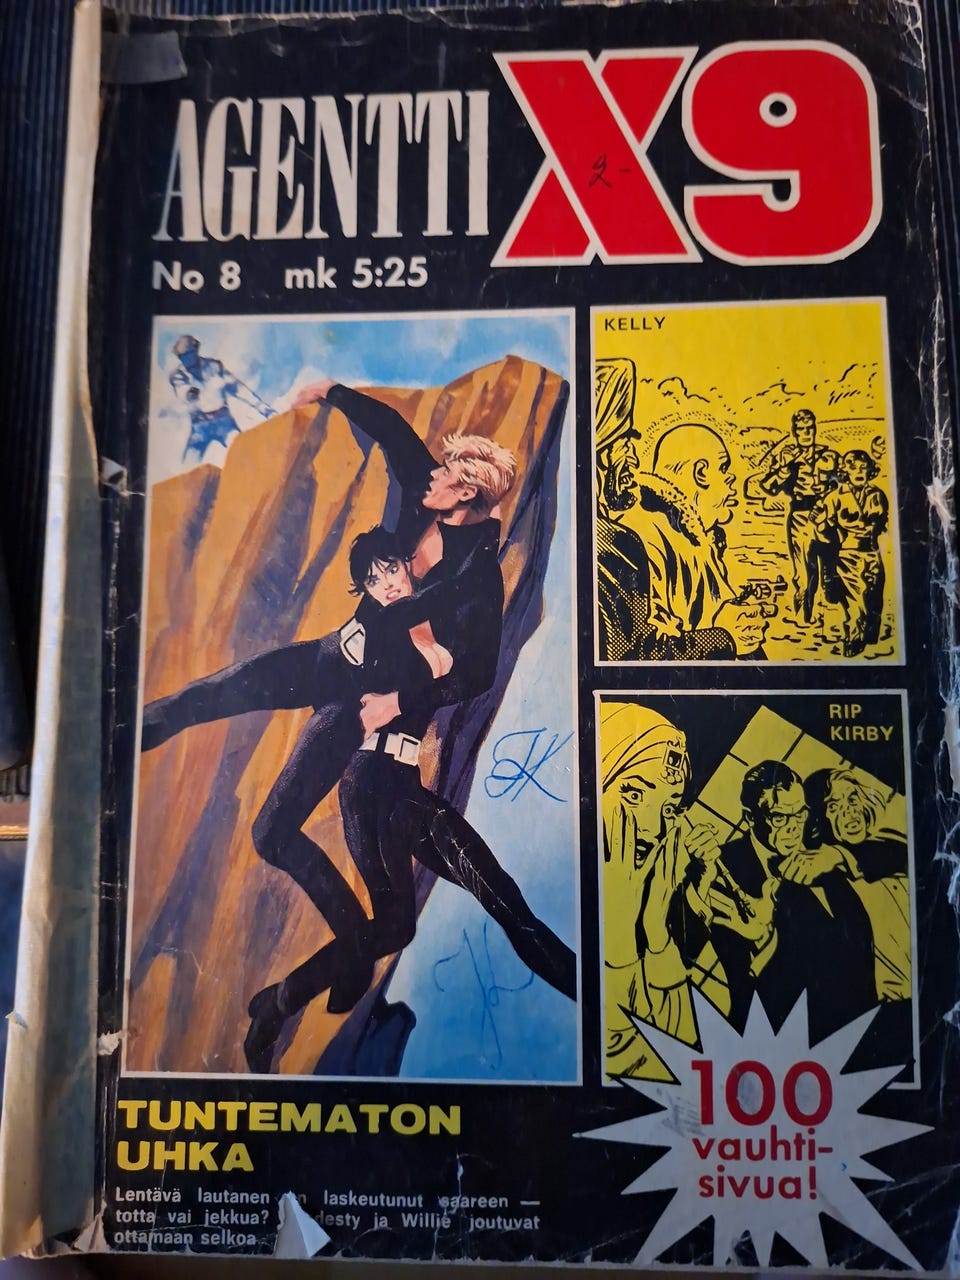 AGENTTI X9
No 8 mk 5:25
2-
KELLY
RIP
KIRBY
TUNTEMATON
UHKA
Lentävä lautanen laskeutunut saareen —
totta vai jekkua? ja Willie joutuvat
ottamaan selkoa
100
vauhti-
sivua!